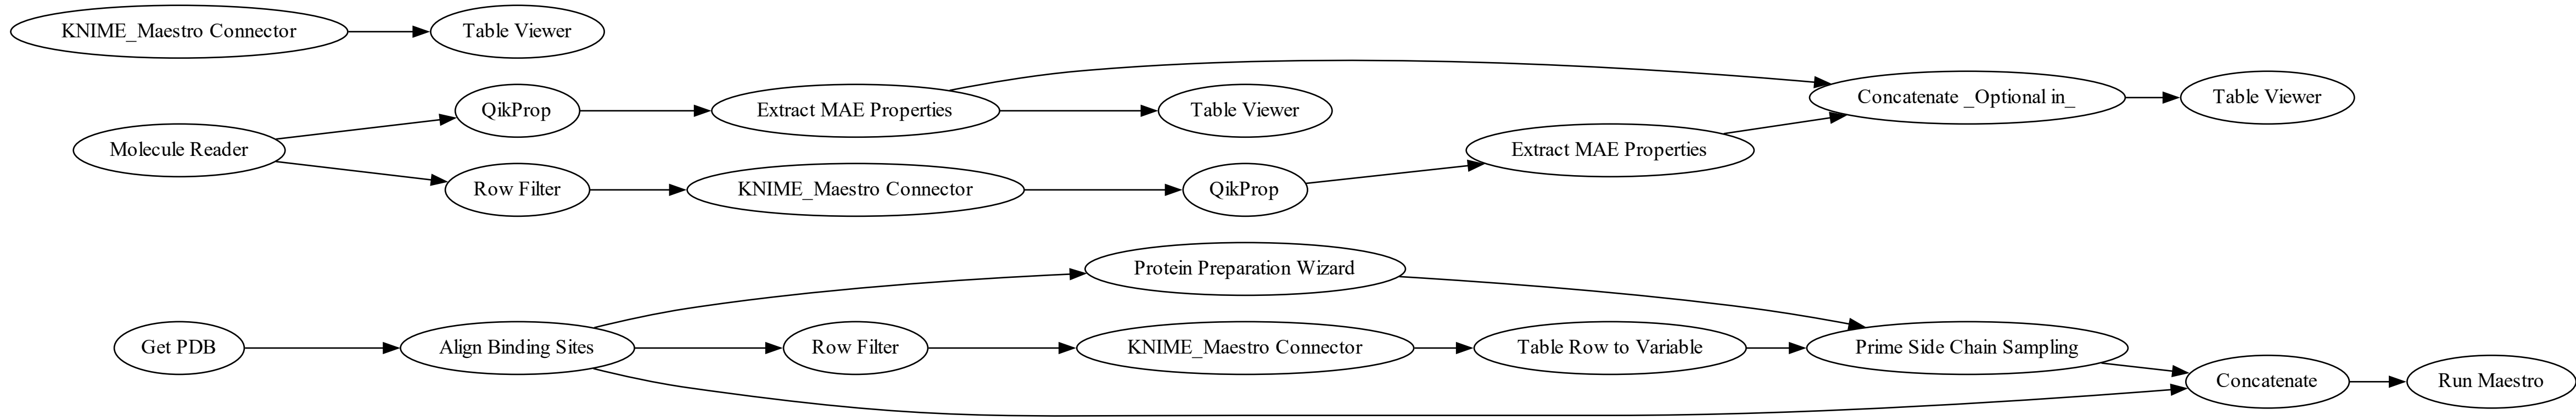 KNIME_Maestro Connector
Table Viewer
Molecule Reader
QikProp
Extract MAE Properties
Table Viewer
Concatenate _Optional in_
Table Viewer
Row Filter
KNIME_Maestro Connector
QikProp
Extract MAE Properties
Get PDB
Align Binding Sites
Protein Preparation Wizard
Row Filter
KNIME_Maestro Connector
Table Row to Variable
Prime Side Chain Sampling
Concatenate
Run Maestro